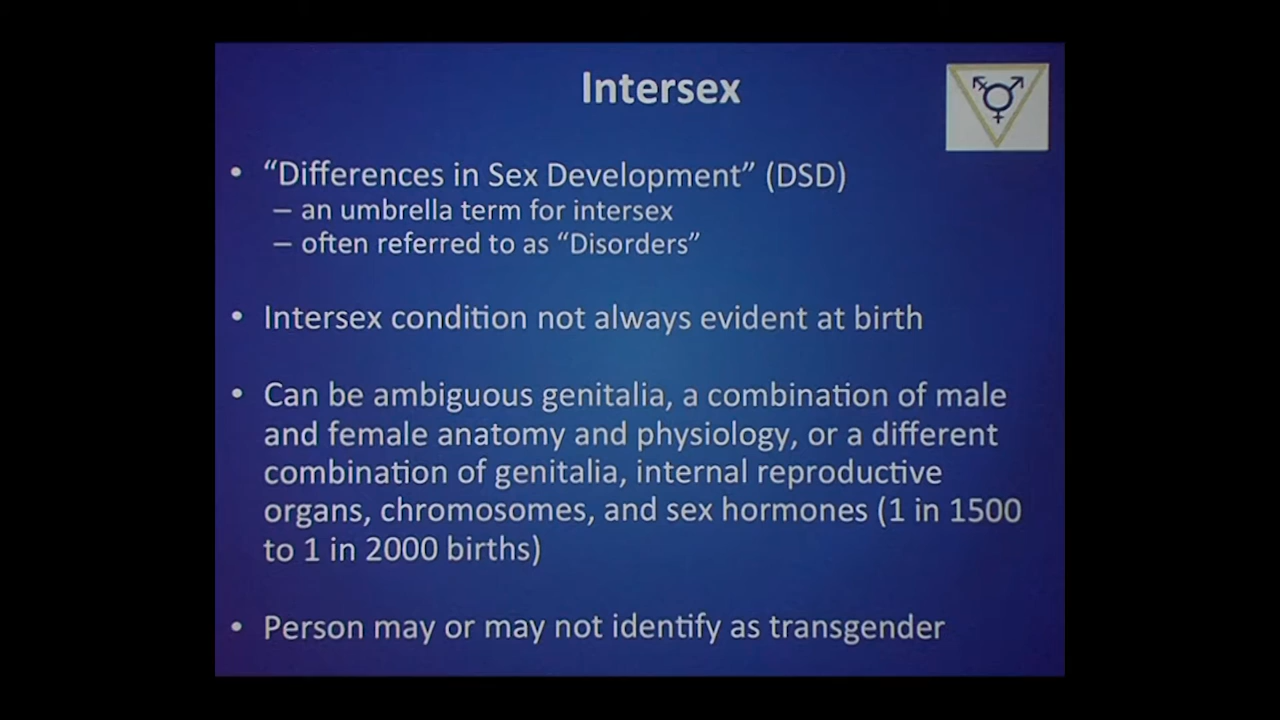 Intersex
• “Differences in Sex Development” (DSD)
– an umbrella term for intersex
– often referred to as “Disorders”
• Intersex condition not always evident at birth
• Can be ambiguous genitalia, a combination of male
and female anatomy and physiology, or a different
combination of genitalia, internal reproductive
organs, chromosomes, and sex hormones (1 in 1500
to 1 in 2000 births)
• Person may or may not identify as transgender